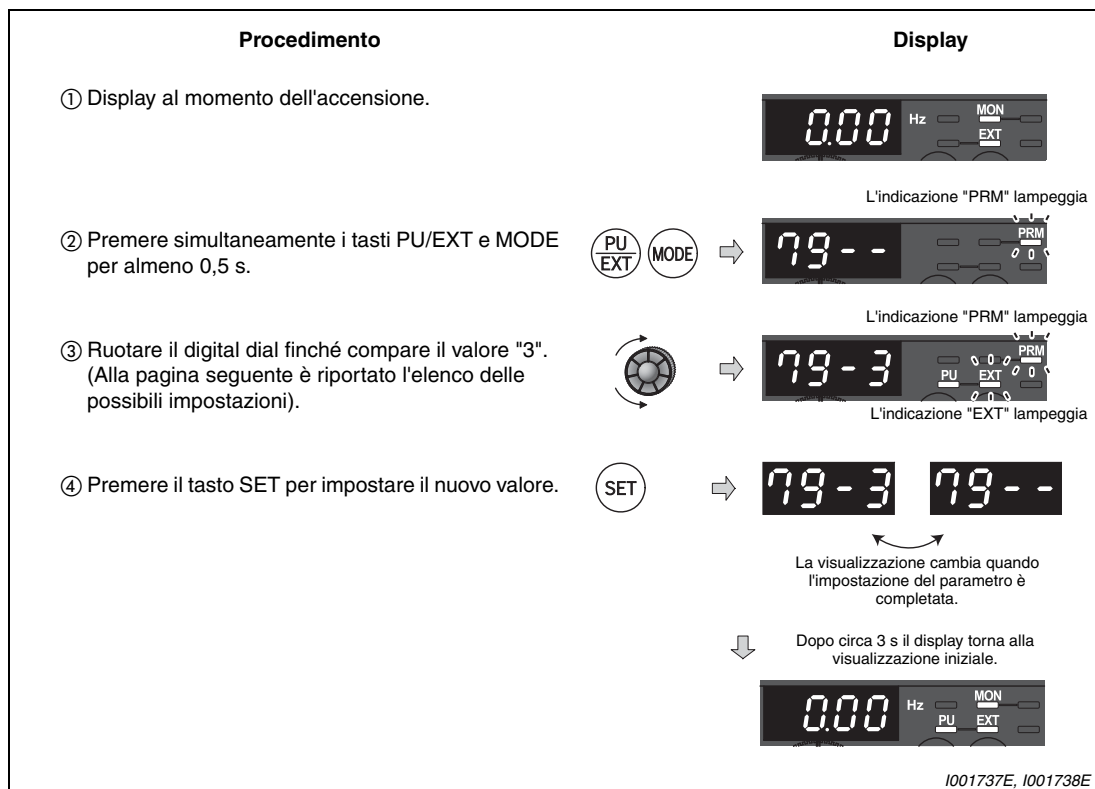 Procedimento
Display
① Display al momento dell'accensione.
0.00 Hz MON
EXT
L'indicazione "PRM" lampeggia
② Premere simultaneamente i tasti PU/EXT e MODE
per almeno 0,5 s.
PU
EXT
MODE
79--
PRM
L'indicazione "PRM" lampeggia
③ Ruotare il digital dial finché compare il valore "3".
(Alla pagina seguente è riportato l'elenco delle
possibili impostazioni).
79-3
PRM
PU EXT
L'indicazione "EXT" lampeggia
④ Premere il tasto SET per impostare il nuovo valore.
SET
79-3
79--
La visualizzazione cambia quando
l'impostazione del parametro è
completata.
Dopo circa 3 s il display torna alla
visualizzazione iniziale.
0.00 Hz MON
PU EXT
I001737E, I001738E